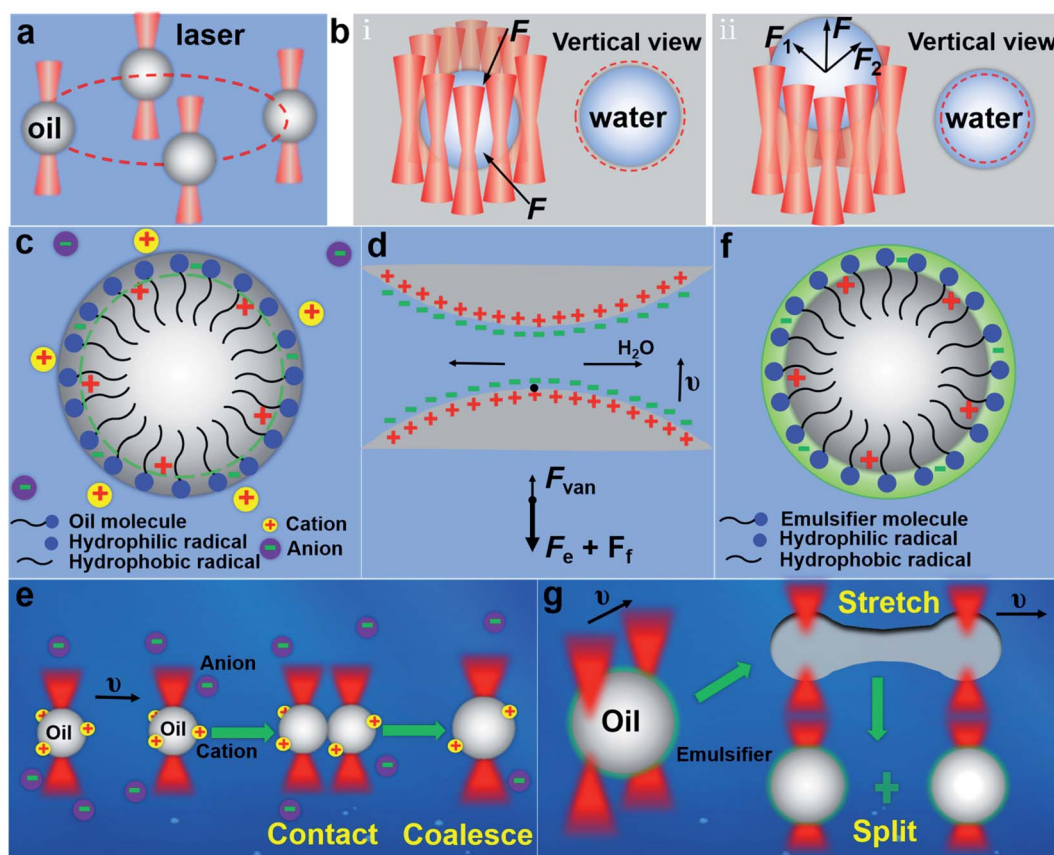 a
laser
oil
b
i
F
F
Vertical view
water
ii
F1
F
F2
Vertical view
water
c
+
-
-
+
-
+
-
Oil molecule
Hydrophilic radical
Hydrophobic radical
+ Cation
- Anion
d
H2O
υ
Fvan
Fe + Ff
f
+
-
Emulsifier molecule
Hydrophilic radical
Hydrophobic radical
e
υ
Oil
Oil
Anion
Cation
Contact
Coalesce
g
υ
Oil
Emulsifier
Stretch
υ
+
Split